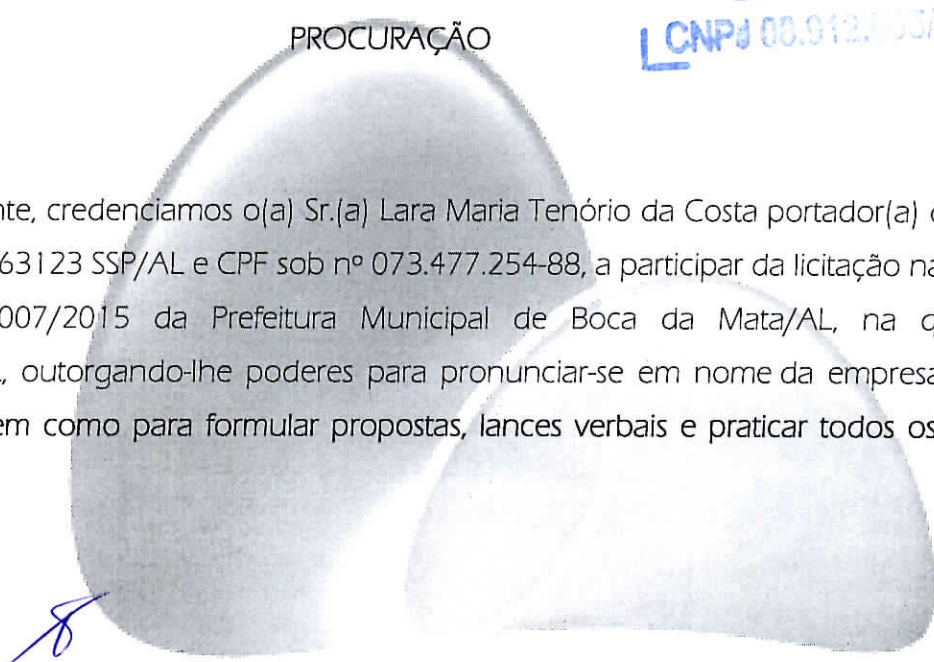 PROCURAÇÃO
CNPJ 08.912.
nte, credenciamos o(a) Sr.(a) Lara Maria Tenório da Costa portador(a) d
63123 SSP/AL e CPF sob nº 073.477.254-88, a participar da licitação na
007/2015 da Prefeitura Municipal de Boca da Mata/AL, na q
, outorgando-lhe poderes para pronunciar-se em nome da empresa
em como para formular propostas, lances verbais e praticar todos os